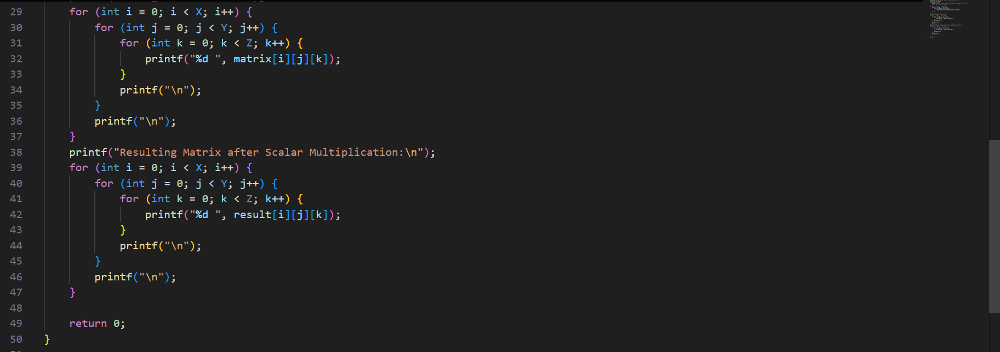 29 for (int i = 0; i < X; i++) {
30 for (int j = 0; j < Y; j++) {
31 for (int k = 0; k < Z; k++) {
32 printf("%d ", matrix[i][j][k]);
33 }
34 printf("\n");
35 }
36 printf("\n");
37 }
38 printf("Resulting Matrix after Scalar Multiplication:\n");
39 for (int i = 0; i < X; i++) {
40 for (int j = 0; j < Y; j++) {
41 for (int k = 0; k < Z; k++) {
42 printf("%d ", result[i][j][k]);
43 }
44 printf("\n");
45 }
46 printf("\n");
47 }
48
49 return 0;
50 }